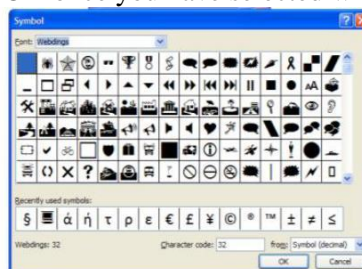 Symbol
Font: Webdings
Recently used symbols:
§ ά ή τ ρ ε € £ ¥ © ® ™ ± ≠ ≤
Webdings: 32 Character code: 32 from: Symbol (decimal)
OK Cancel